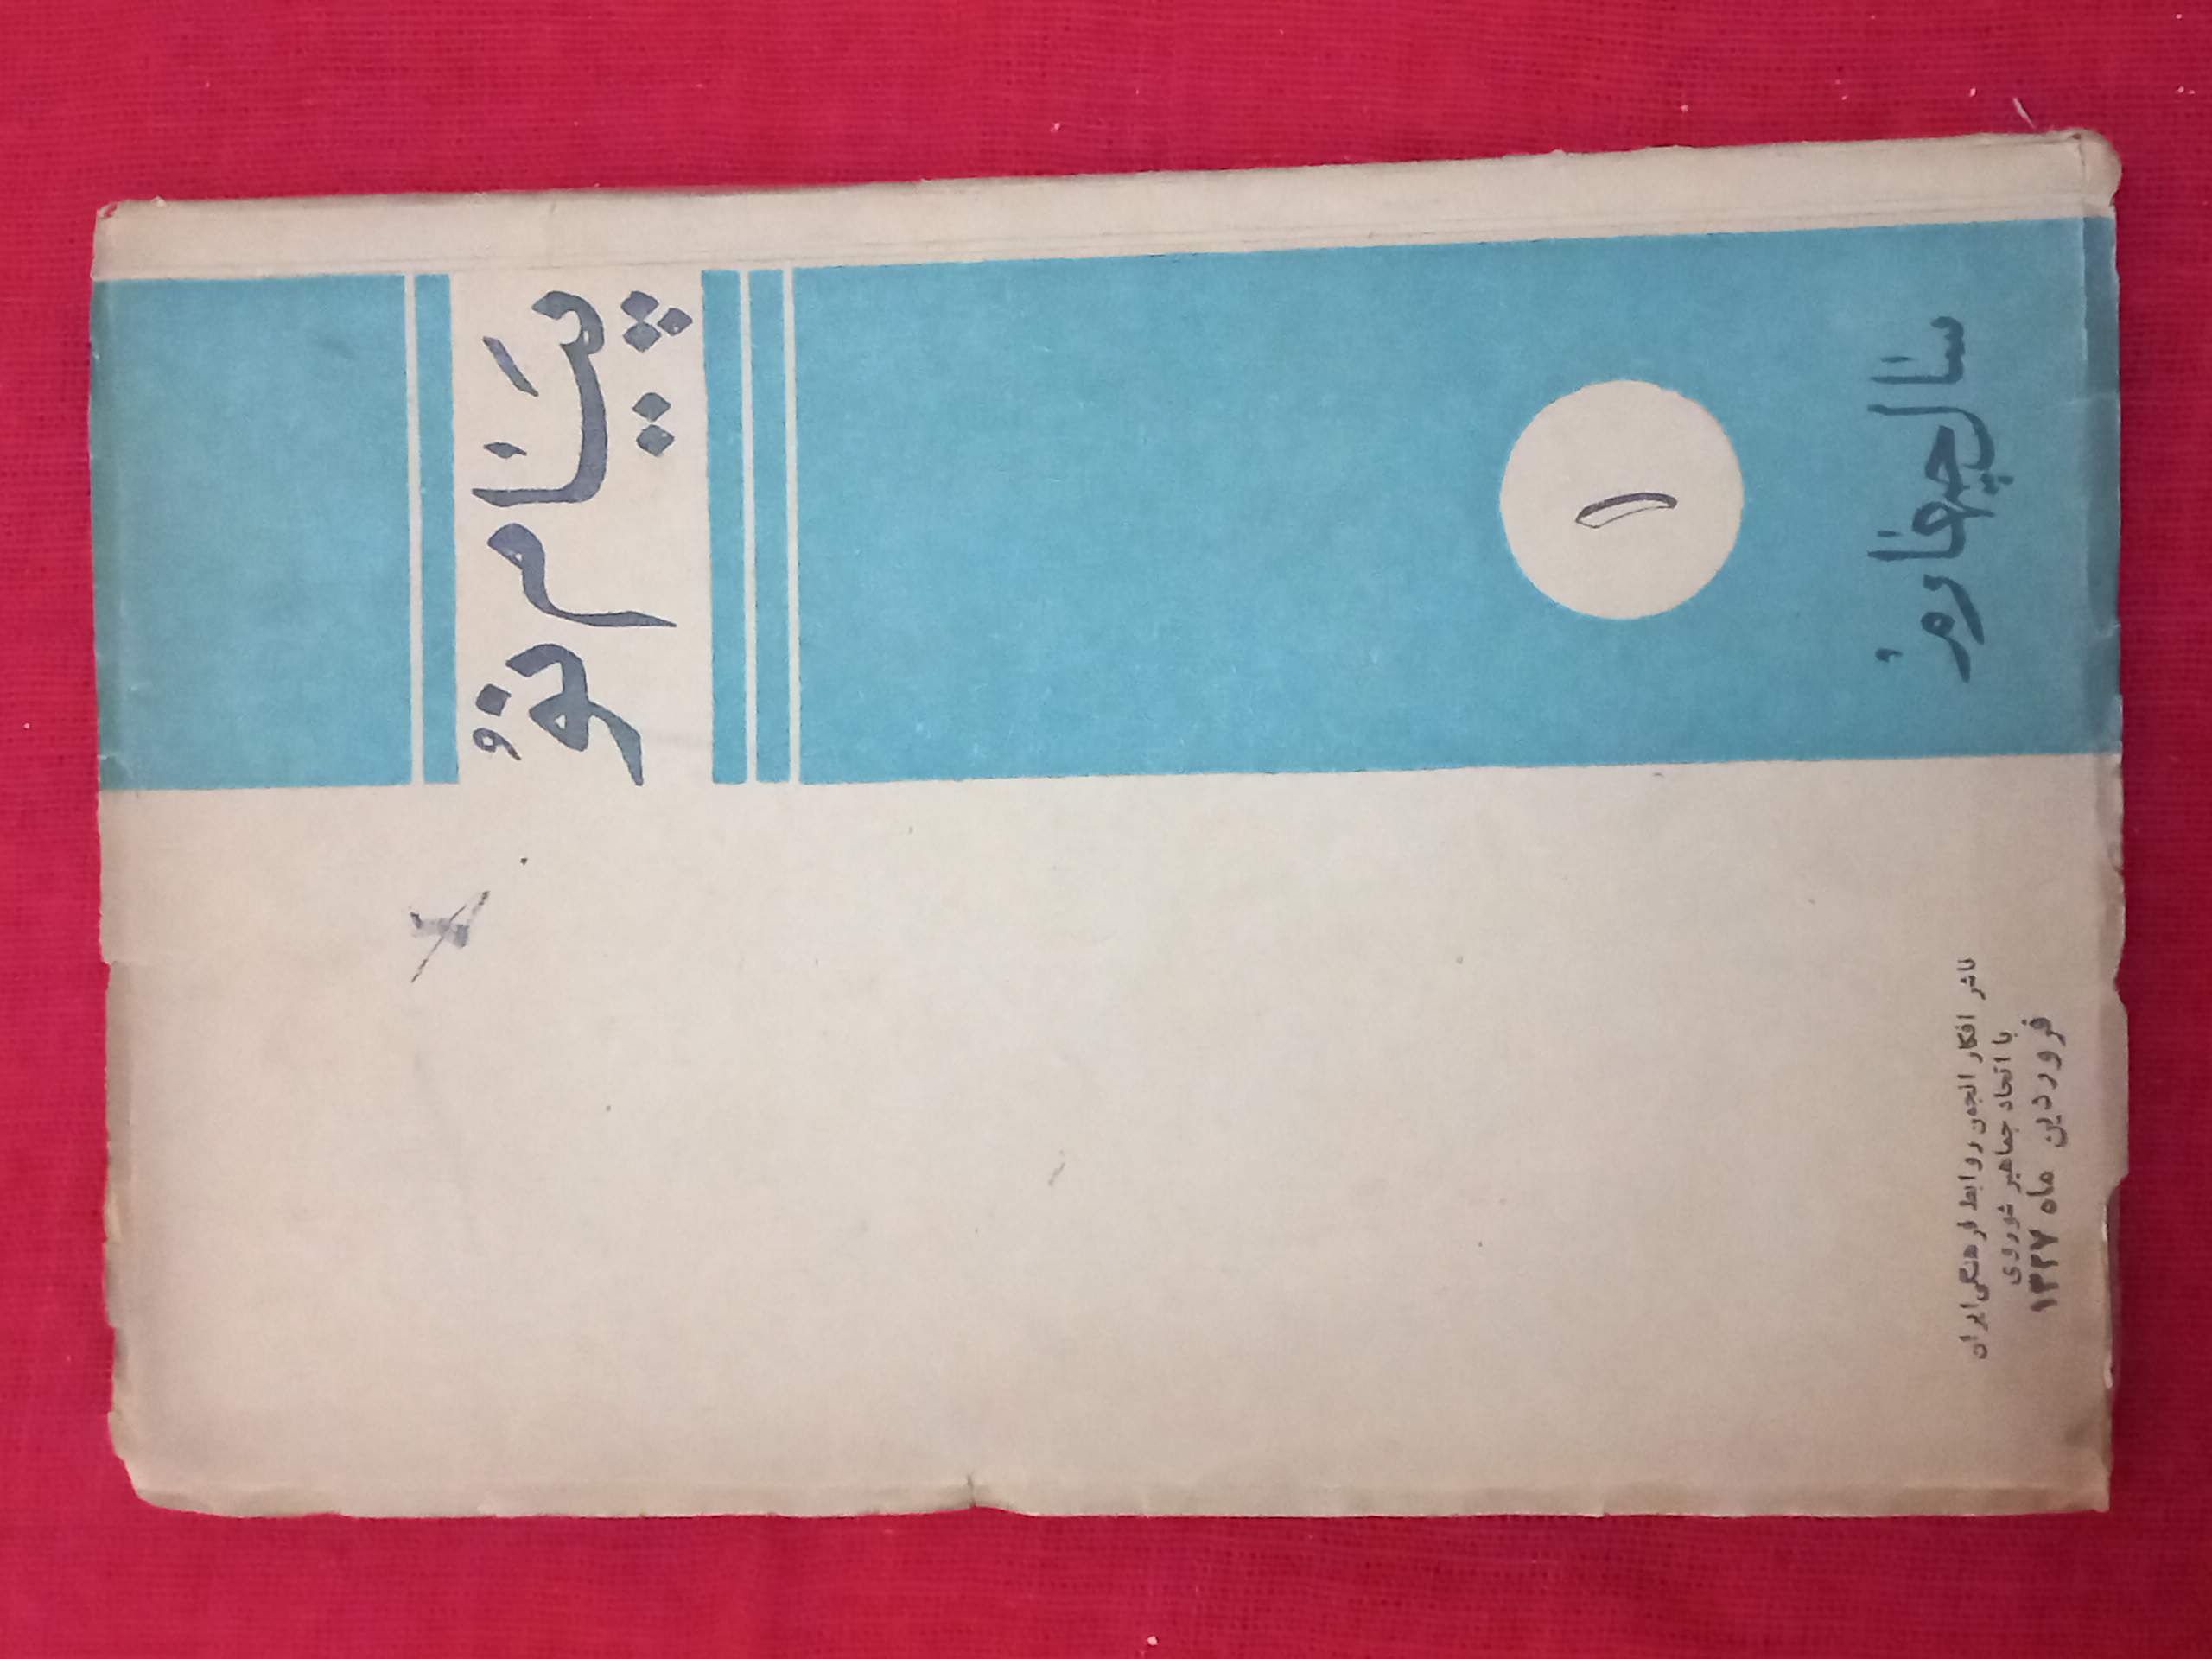 پیام نو
۱
سال چهارم
ناشر افکار انجمن روابط فرهنگی ایران
با اتحاد جماهیر شوروی
فروردین ماه ۱۳۲۷